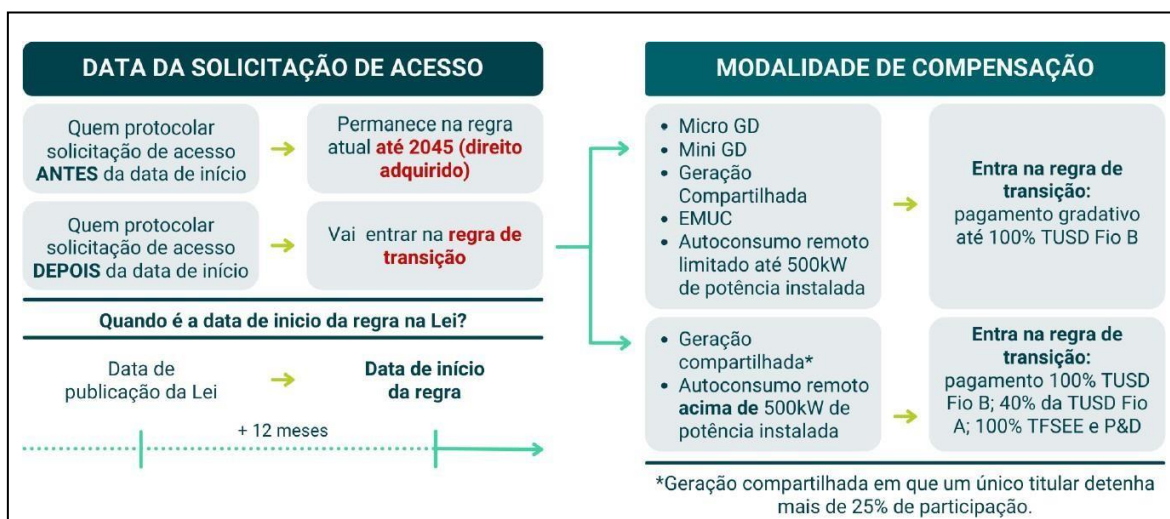 DATA DA SOLICITAÇÃO DE ACESSO
Quem protocolar
solicitação de acesso
ANTES da data de início
Permanece na regra
atual até 2045 (direito
adquirido)
Quem protocolar
solicitação de acesso
DEPOIS da data de início
Vai entrar na regra de
transição
Quando é a data de inicio da regra na Lei?
Data de
publicação da Lei
Data de início
da regra
+ 12 meses
MODALIDADE DE COMPENSAÇÃO
• Micro GD
• Mini GD
• Geração
Compartilhada
• EMUC
• Autoconsumo remoto
limitado até 500kW
de potência instalada
Entra na regra de
transição:
pagamento gradativo
até 100% TUSD Fio B
• Geração
compartilhada*
• Autoconsumo remoto
acima de 500kW de
potência instalada
Entra na regra de
transição:
pagamento 100% TUSD
Fio B; 40% da TUSD Fio
A; 100% TFSEE e P&D
*Geração compartilhada em que um único titular detenha
mais de 25% de participação.